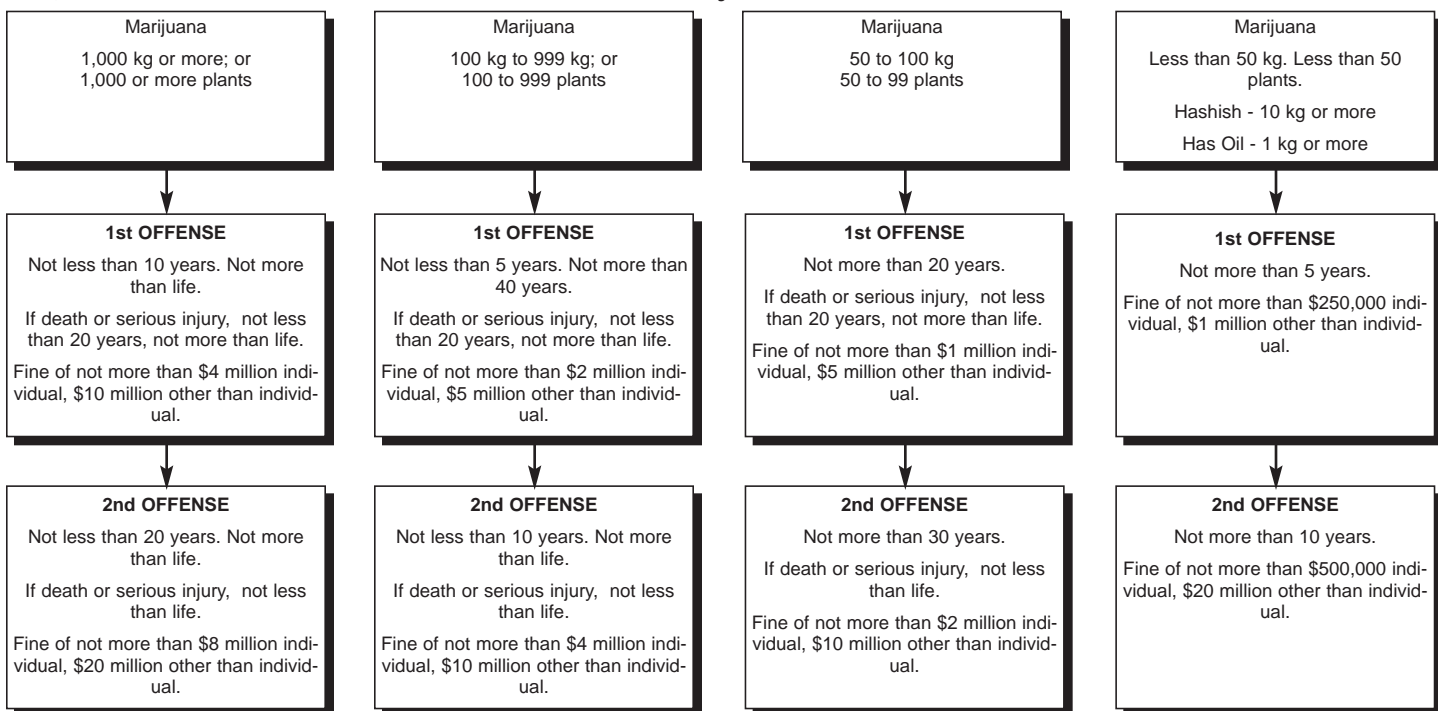 Marijuana
1,000 kg or more; or
1,000 or more plants
Marijuana
100 kg to 999 kg; or
100 to 999 plants
Marijuana
50 to 100 kg
50 to 99 plants
Marijuana
Less than 50 kg. Less than 50
plants.
Hashish - 10 kg or more
Has Oil - 1 kg or more
1st OFFENSE
Not less than 10 years. Not more
than life.
If death or serious injury, not less
than 20 years, not more than life.
Fine of not more than $4 million indi-
vidual, $10 million other than individ-
ual.
1st OFFENSE
Not less than 5 years. Not more than
40 years.
If death or serious injury, not less
than 20 years, not more than life.
Fine of not more than $2 million indi-
vidual, $5 million other than individ-
ual.
1st OFFENSE
Not more than 20 years.
If death or serious injury, not less
than 20 years, not more than life.
Fine of not more than $1 million indi-
vidual, $5 million other than individ-
ual.
1st OFFENSE
Not more than 5 years.
Fine of not more than $250,000 indi-
vidual, $1 million other than individ-
ual.
2nd OFFENSE
Not less than 20 years. Not more
than life.
If death or serious injury, not less
than life.
Fine of not more than $8 million indi-
vidual, $20 million other than individ-
ual.
2nd OFFENSE
Not less than 10 years. Not more
than life.
If death or serious injury, not less
than life.
Fine of not more than $4 million indi-
vidual, $10 million other than individ-
ual.
2nd OFFENSE
Not more than 30 years.
If death or serious injury, not less
than life.
Fine of not more than $2 million indi-
vidual, $10 million other than individ-
ual.
2nd OFFENSE
Not more than 10 years.
Fine of not more than $500,000 indi-
vidual, $20 million other than individ-
ual.